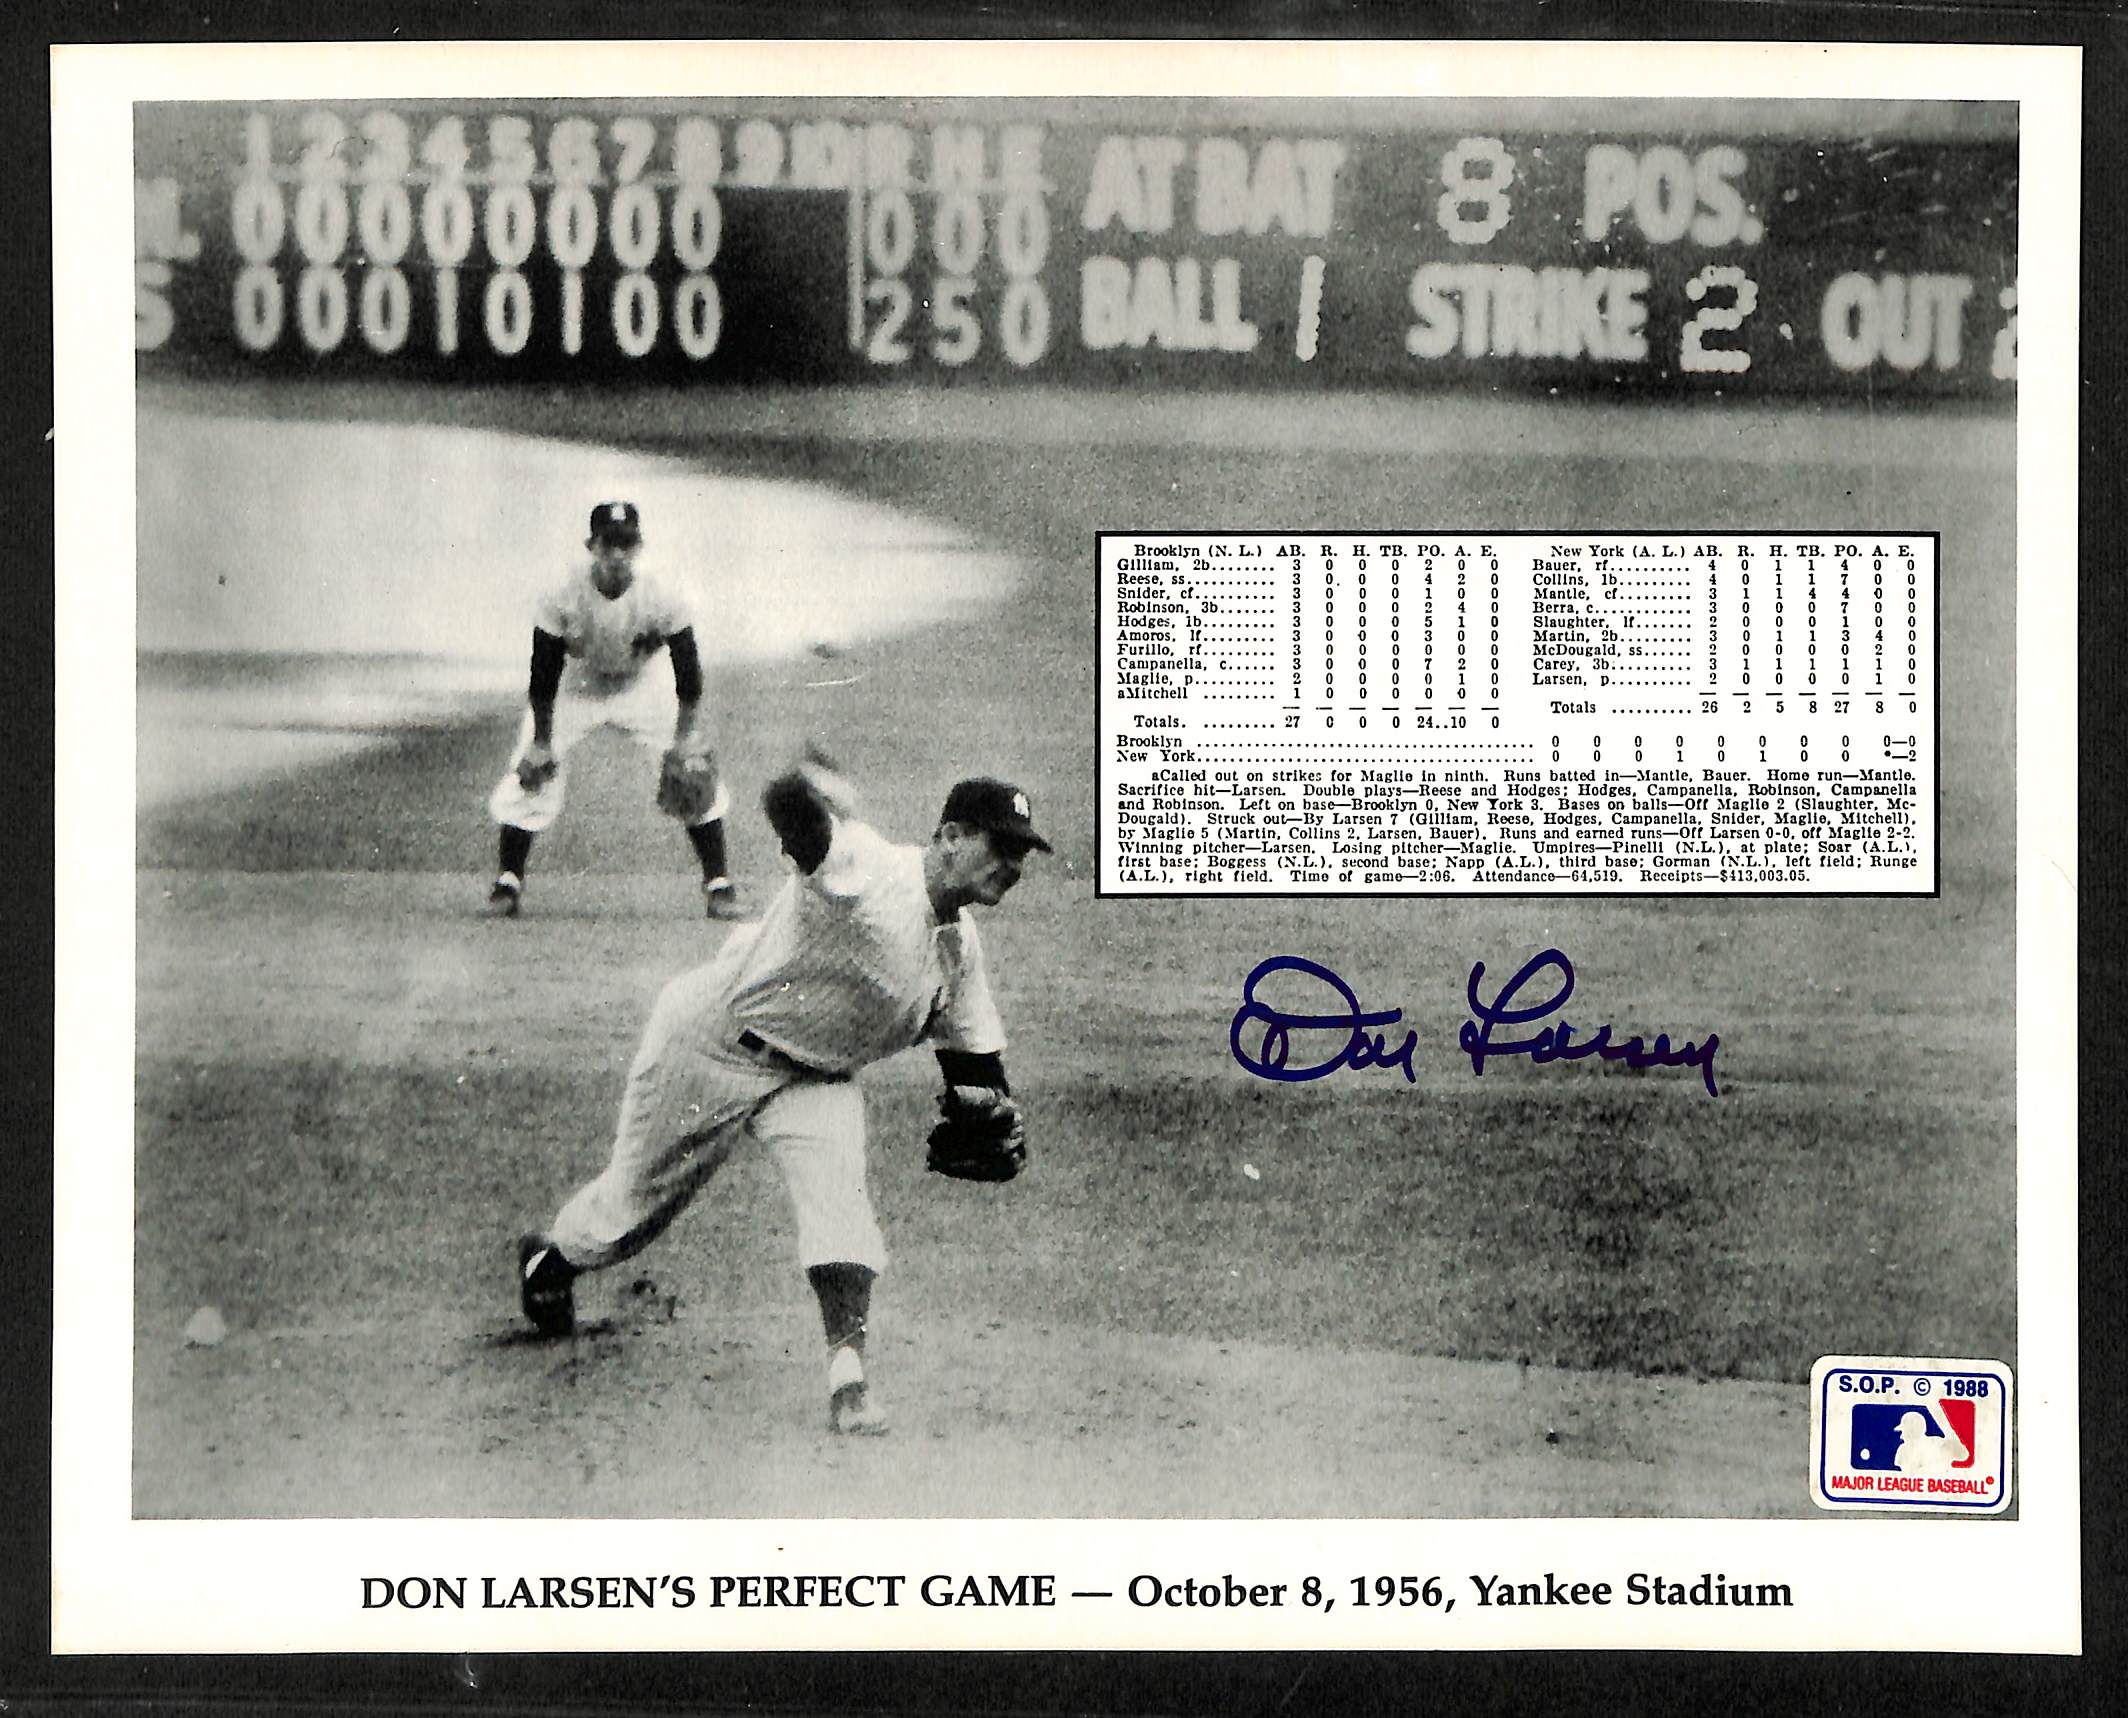 1 2 3 4 5 6 7 8 9 10 R H E AT BAT 8 POS.
0 0 0 0 0 0 0 0 0 0 0
S 0 0 0 1 0 1 0 0 2 5 0 BALL 1 STRIKE 2 OUT 2
Brooklyn (N. L.) AB. R. H. TB. PO. A. E.
Gilliam, 2b........ 3 0 0 0 2 0 0
Reese, ss........... 3 0. 0 0 4 2 0
Snider, cf.......... 3 0 0 0 1 0 0
Robinson, 3b....... 3 0 0 0 2 4 0
Hodges, 1b......... 3 0 0 0 5 1 0
Amoros, lf......... 3 0 0 0 3 0 0
Furillo, rf.......... 3 0 0 0 0 0 0
Campanella, c...... 3 0 0 0 7 2 0
Maglie, p.......... 2 0 0 0 0 1 0
aMitchell ......... 1 0 0 0 0 0 0
Totals. ......... 27 0 0 0 24..10 0
New York (A. L.) AB. R. H. TB. PO. A. E.
Bauer, rf.......... 4 0 1 1 4 0 0
Collins, 1b......... 4 0 1 1 7 0 0
Mantle, cf......... 3 1 1 4 4 0 0
Berra, c............ 3 0 0 0 7 0 0
Slaughter, lf....... 2 0 0 0 1 0 0
Martin, 2b......... 3 0 1 1 3 4 0
McDougald, ss...... 2 0 0 0 0 2 0
Carey, 3b.......... 3 1 1 1 1 1 0
Larsen, p.......... 2 0 0 0 0 1 0
Totals .......... 26 2 5 8 27 8 0
Brooklyn ........................................ 0 0 0 0 0 0 0 0 0—0
New York........................................ 0 0 0 1 0 1 0 0 *—2
aCalled out on strikes for Maglie in ninth. Runs batted in—Mantle, Bauer. Home run—Mantle.
Sacrifice hit—Larsen. Double plays—Reese and Hodges; Hodges, Campanella, Robinson, Campanella
and Robinson. Left on base—Brooklyn 0, New York 3. Bases on balls—Off Maglie 2 (Slaughter, Mc-
Dougald). Struck out—By Larsen 7 (Gilliam, Reese, Hodges, Campanella, Snider, Maglie, Mitchell),
by Maglie 5 (Martin, Collins 2, Larsen, Bauer). Runs and earned runs—Off Larsen 0-0, off Maglie 2-2.
Winning pitcher—Larsen. Losing pitcher—Maglie. Umpires—Pinelli (N.L.), at plate; Soar (A.L.),
first base; Boggess (N.L.), second base; Napp (A.L.), third base; Gorman (N.L.), left field; Runge
(A.L.), right field. Time of game—2:06. Attendance—64,519. Receipts—$413,003.05.
Don Larsen
S.O.P. © 1988
MAJOR LEAGUE BASEBALL®
DON LARSEN'S PERFECT GAME — October 8, 1956, Yankee Stadium